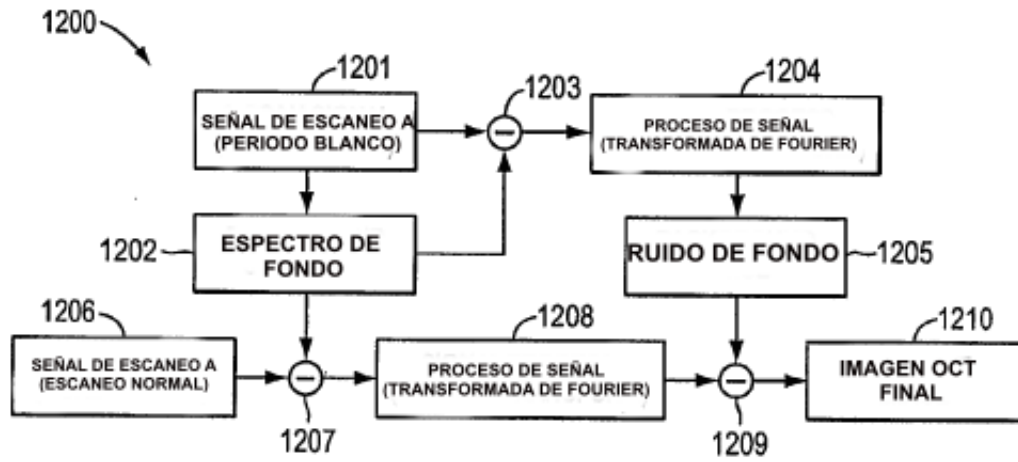 1200
1201
SEÑAL DE ESCANEO A
(PERIODO BLANCO)
1203
1204
PROCESO DE SEÑAL
(TRANSFORMADA DE FOURIER)
1202
ESPECTRO DE
FONDO
RUIDO DE FONDO
1205
1206
SEÑAL DE ESCANEO A
(ESCANEO NORMAL)
1207
1208
PROCESO DE SEÑAL
(TRANSFORMADA DE FOURIER)
1209
1210
IMAGEN OCT
FINAL